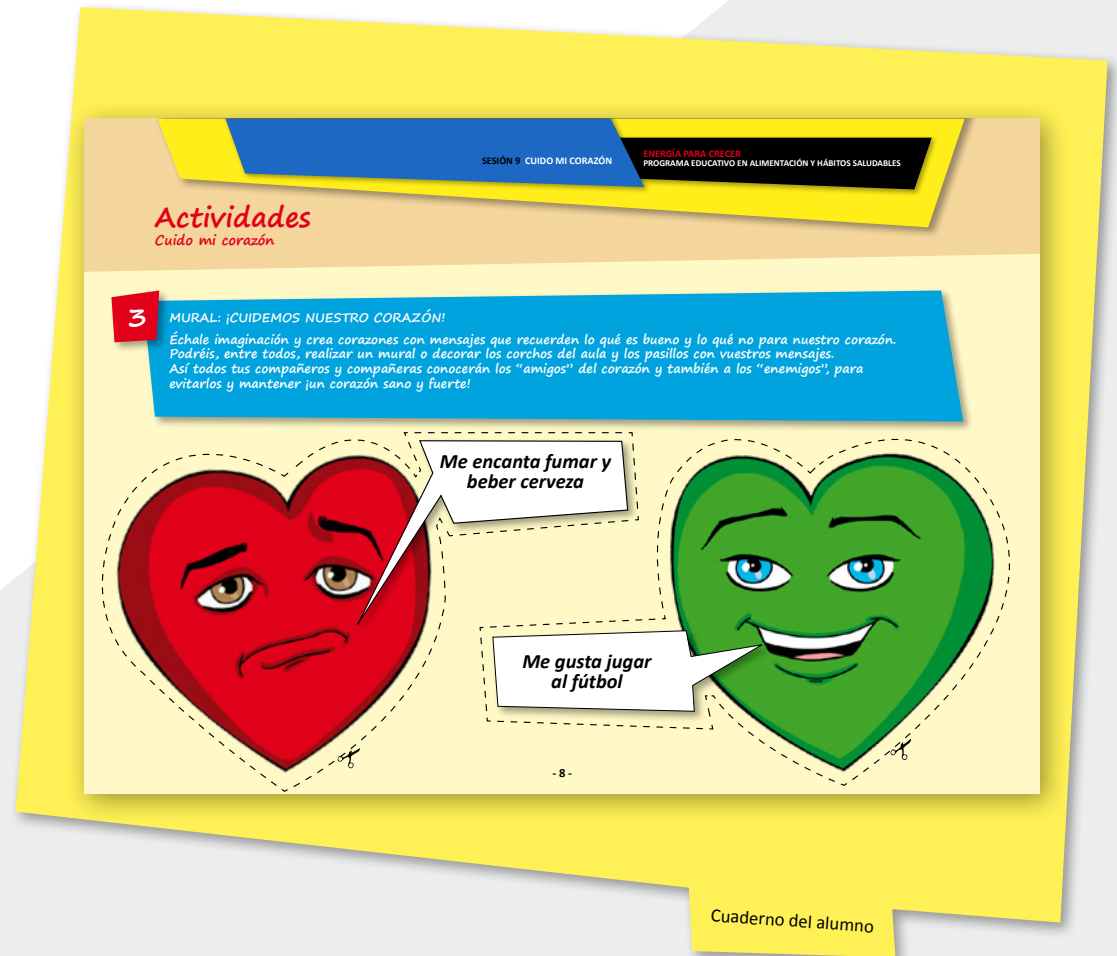 SESIÓN 9 CUIDO MI CORAZÓN
ENERGÍA PARA CRECER
PROGRAMA EDUCATIVO EN ALIMENTACIÓN Y HÁBITOS SALUDABLES
Actividades
Cuido mi corazón
3
MURAL: ¡CUIDEMOS NUESTRO CORAZÓN!
Échale imaginación y crea corazones con mensajes que recuerden lo qué es bueno y lo qué no para nuestro corazón.
Podréis, entre todos, realizar un mural o decorar los corchos del aula y los pasillos con vuestros mensajes.
Así todos tus compañeros y compañeras conocerán los “amigos” del corazón y también a los “enemigos”, para
evitarlos y mantener ¡un corazón sano y fuerte!
Me encanta fumar y
beber cerveza
Me gusta jugar
al fútbol
- 8 -
Cuaderno del alumno